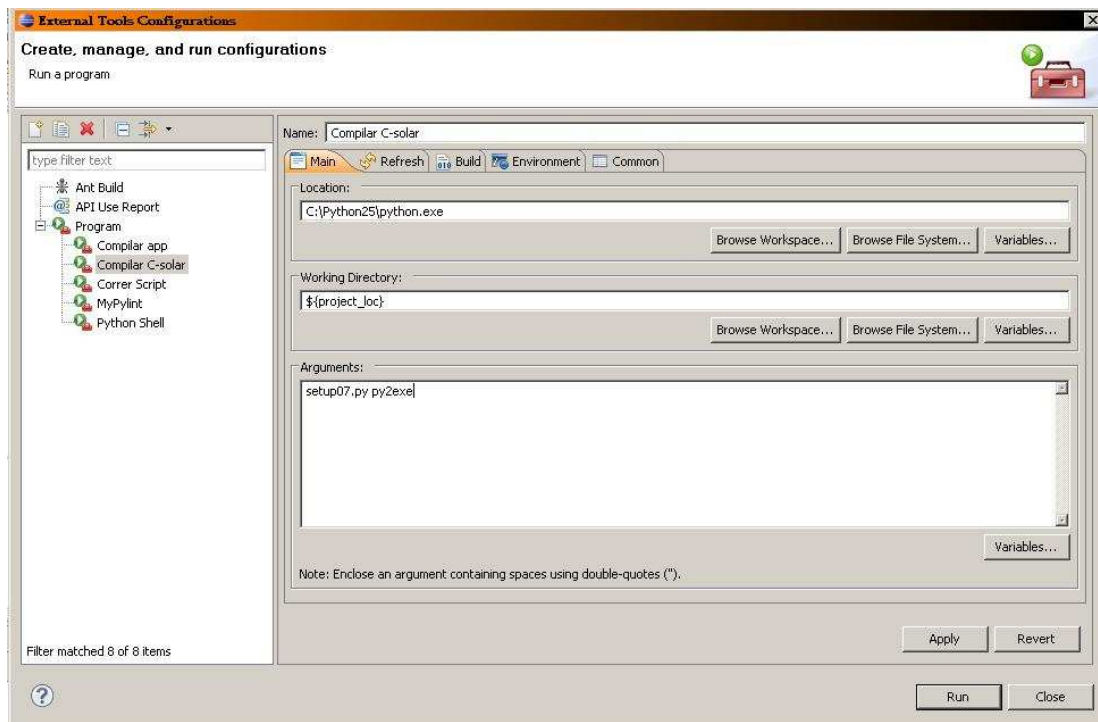 External Tools Configurations
Create, manage, and run configurations
Run a program
type filter text
Ant Build
API Use Report
Program
Compilar app
Compilar C-solar
Correr Script
MyPylint
Python Shell
Filter matched 8 of 8 items
Name: Compilar C-solar
Main Refresh Build Environment Common
Location:
C:\Python25\python.exe
Browse Workspace... Browse File System... Variables...
Working Directory:
${project_loc}
Browse Workspace... Browse File System... Variables...
Arguments:
setup07.py py2exe
Variables...
Note: Enclose an argument containing spaces using double-quotes (").
Apply Revert
Run Close